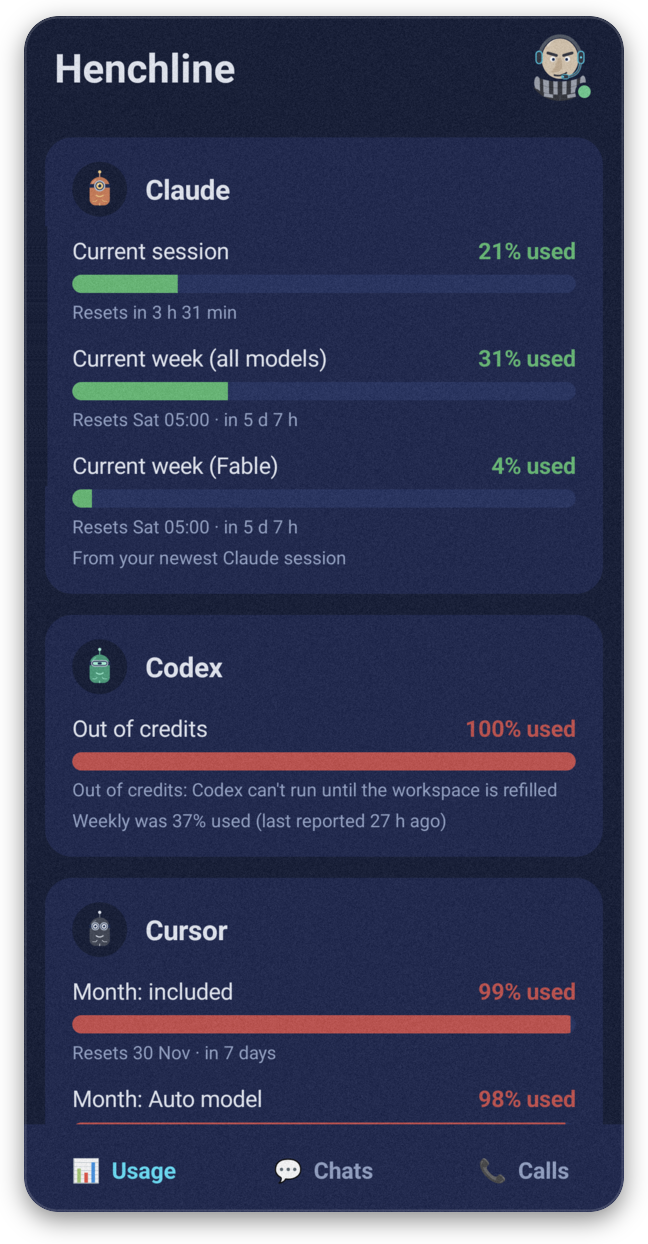 Henchline
Claude
Current session 21% used
Resets in 3 h 31 min
Current week (all models) 31% used
Resets Sat 05:00 · in 5 d 7 h
Current week (Fable) 4% used
Resets Sat 05:00 · in 5 d 7 h
From your newest Claude session
Codex
Out of credits 100% used
Out of credits: Codex can't run until the workspace is refilled
Weekly was 37% used (last reported 27 h ago)
Cursor
Month: included 99% used
Resets 30 Nov · in 7 days
Month: Auto model 98% used
Usage Chats Calls